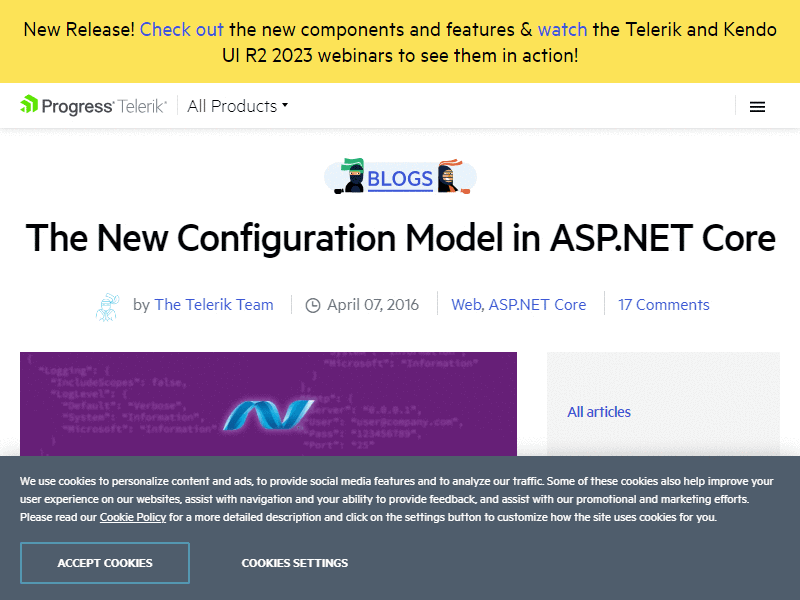 New Release! Check out the new components and features & watch the Telerik and Kendo
UI R2 2023 webinars to see them in action!
Progress Telerik All Products
BLOGS
The New Configuration Model in ASP.NET Core
by The Telerik Team April 07, 2016 Web, ASP.NET Core 17 Comments
"Logging": {
"IncludeScopes": false,
"LogLevel": {
"Default": "Verbose",
"System": "Information",
"Microsoft": "Information"
}
"Microsoft": "Information"
}
}
"Server": "0.0.0.1",
"User": "user@company.com",
"Pass": "123456789",
"Port": "25"
All articles
We use cookies to personalize content and ads, to provide social media features and to analyze our traffic. Some of these cookies also help improve your
user experience on our websites, assist with navigation and your ability to provide feedback, and assist with our promotional and marketing efforts.
Please read our Cookie Policy for a more detailed description and click on the settings button to customize how the site uses cookies for you.
ACCEPT COOKIES COOKIES SETTINGS